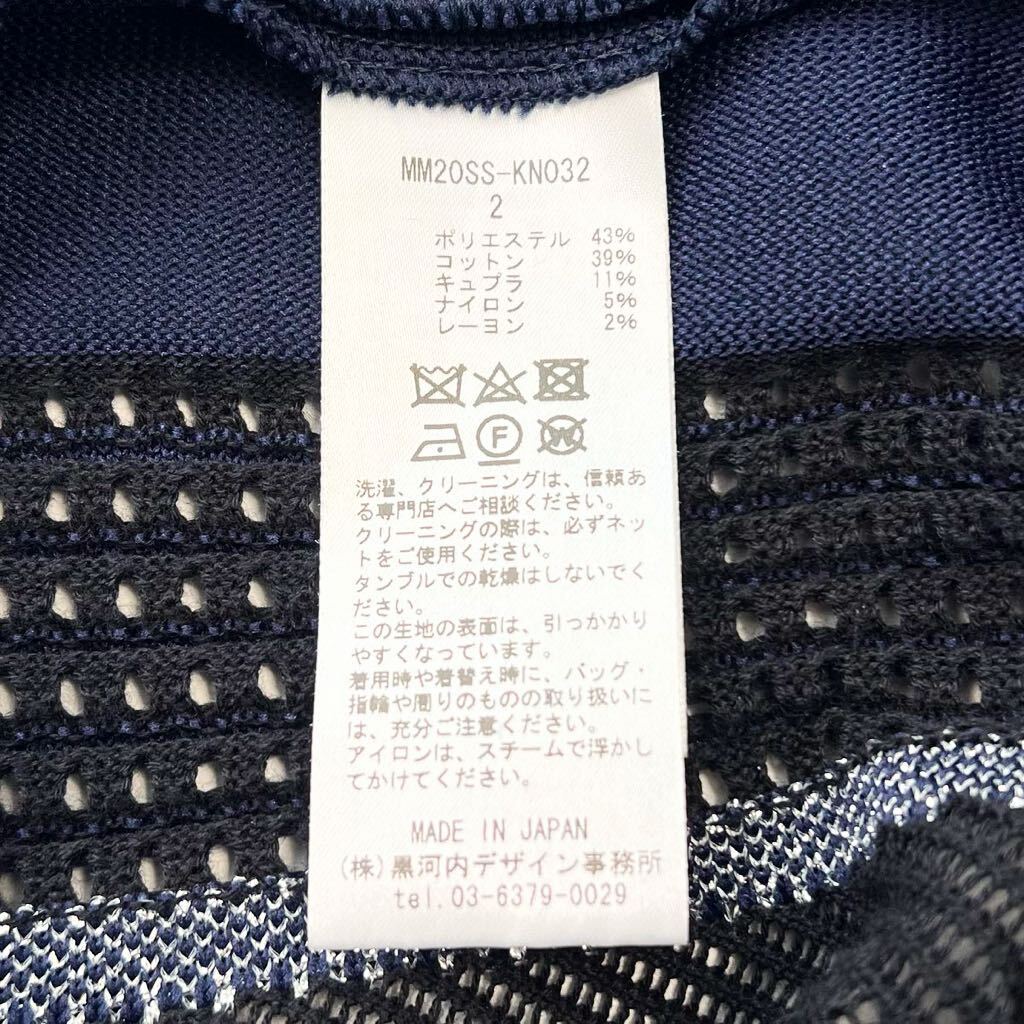 MM20SS-KN032
2
ポリエステル 43%
コットン 39%
キュプラ 11%
ナイロン 5%
レーヨン 2%
F W
洗濯、クリーニングは、信頼あ
る専門店へご相談ください。
クリーニングの際は、必ずネッ
トをご使用ください。
タンブルでの乾燥はしないでく
ださい。
この生地の表面は、引っかかり
やすくなっています。
着用時や着替え時に、バッグ・
指輪や周りのものの取り扱いに
は、充分ご注意ください。
アイロンは、スチームで浮かし
てかけてください。
MADE IN JAPAN
(株)黒河内デザイン事務所
tel.03-6379-0029